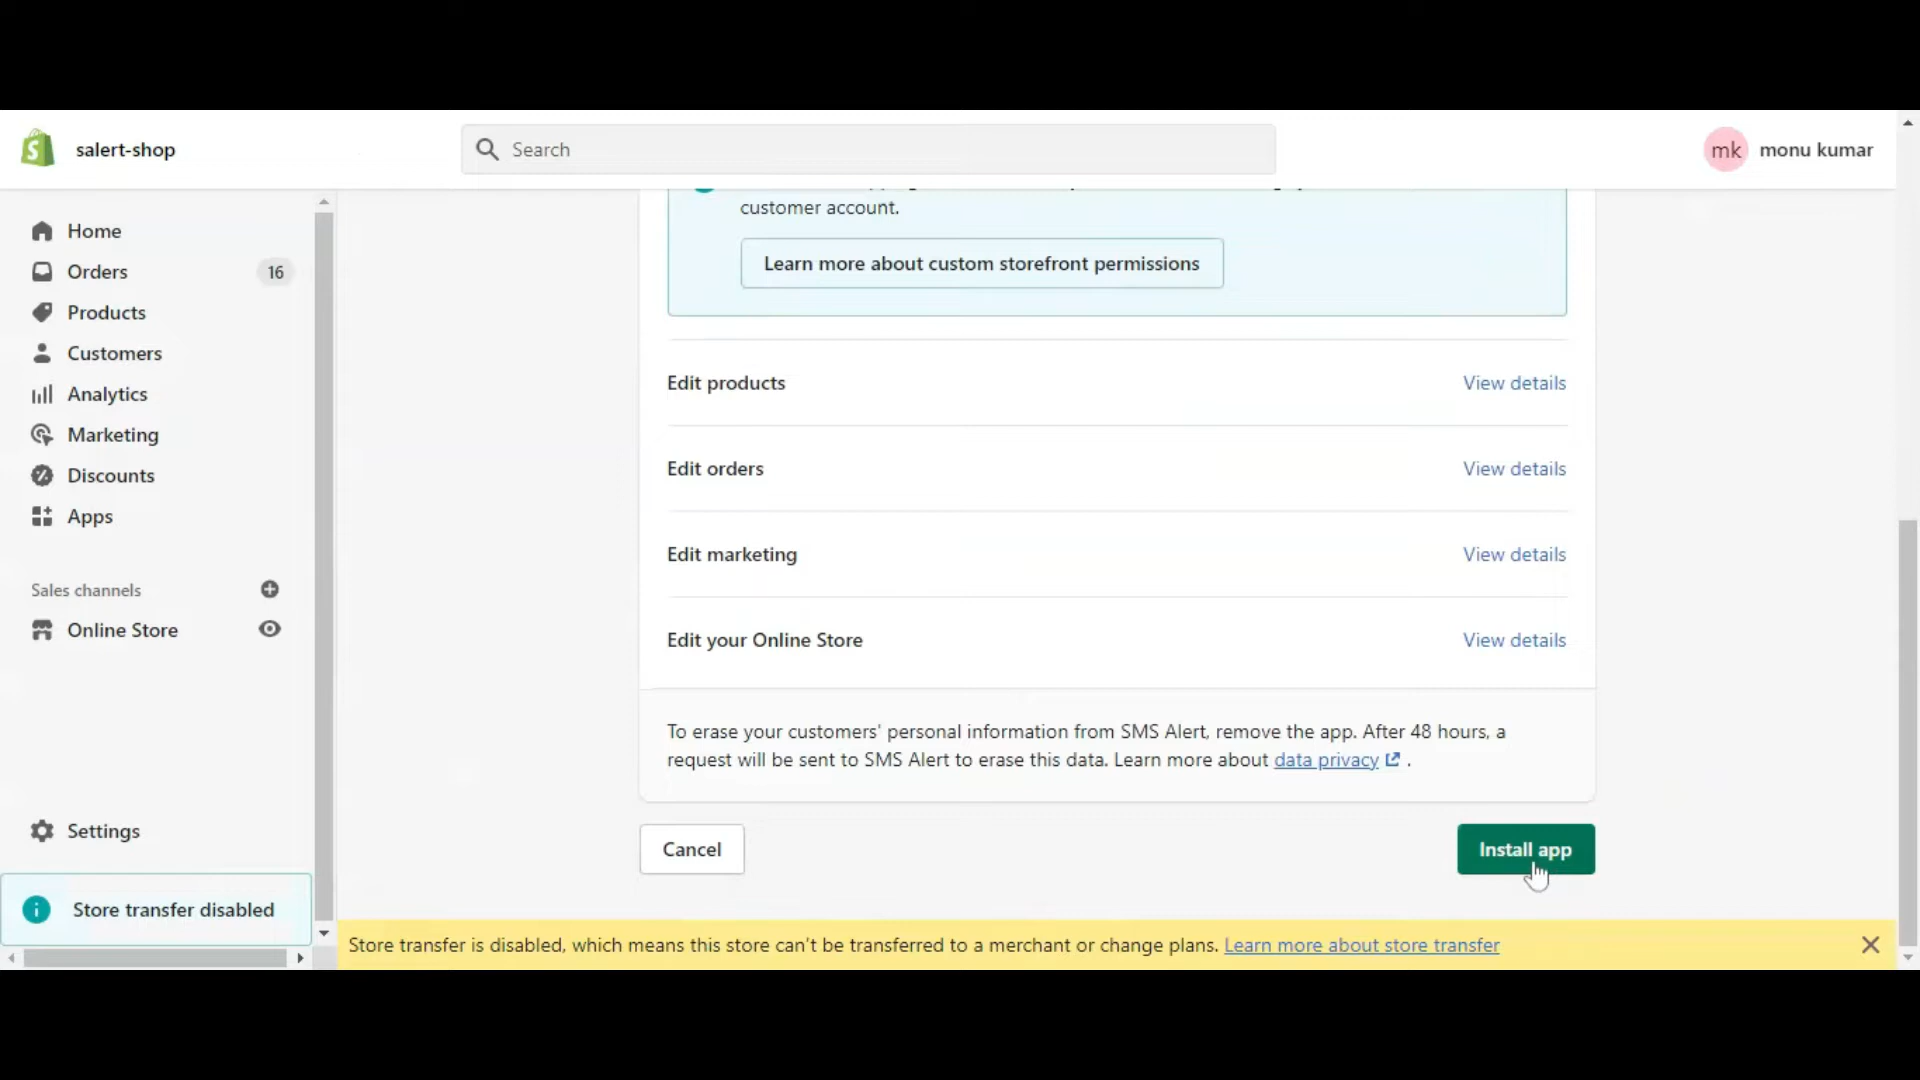 salert-shop
Search
mk monu kumar
Home
Orders 16
Products
Customers
Analytics
Marketing
Discounts
Apps
Sales channels
Online Store
Settings
Store transfer disabled
customer account.
Learn more about custom storefront permissions
Edit products View details
Edit orders View details
Edit marketing View details
Edit your Online Store View details
To erase your customers' personal information from SMS Alert, remove the app. After 48 hours, a
request will be sent to SMS Alert to erase this data. Learn more about data privacy .
Cancel
Install app
Store transfer is disabled, which means this store can't be transferred to a merchant or change plans. Learn more about store transfer